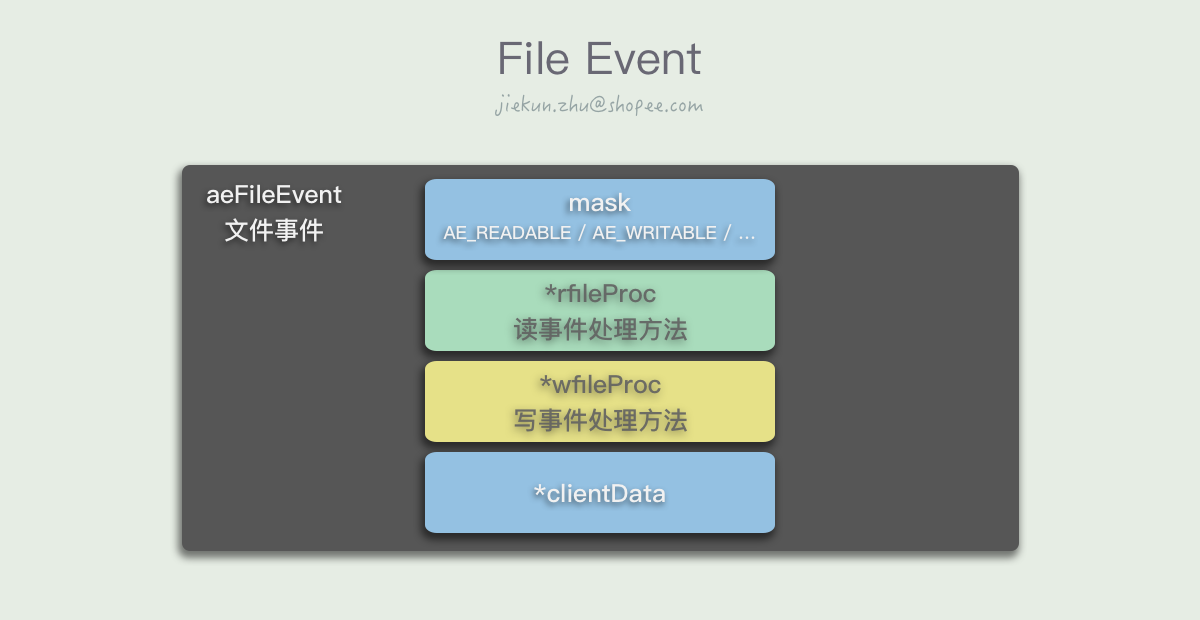 File Event
jiekun.zhu@shopee.com
aeFileEvent
文件事件
mask
AE_READABLE / AE_WRITABLE / ...
*rfileProc
读事件处理方法
*wfileProc
写事件处理方法
*clientData